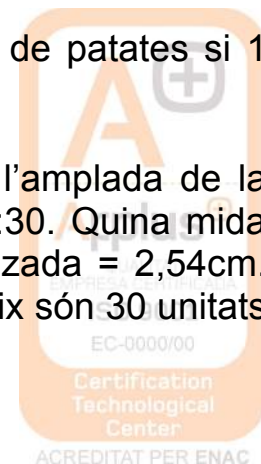 de patates si 1
l’amplada de la
:30. Quina mida
zada = 2,54cm.
ix són 30 unitats
A+
Applus+
EMPRESA CERTIFICADA
EC-0000/00
Certification
Technological
Center
ACREDITAT PER ENAC